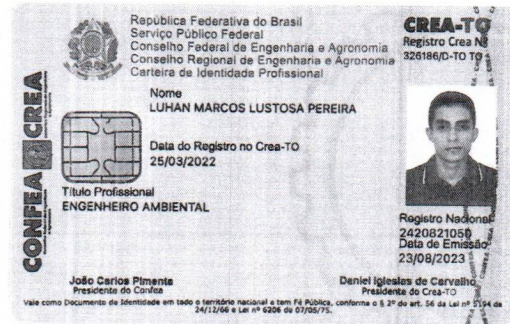 República Federativa do Brasil
Serviço Público Federal
Conselho Federal de Engenharia e Agronomia
Conselho Regional de Engenharia e Agronomia
Carteira de Identidade Profissional
CREA-TO
Registro Crea Nº
326186/D-TO TO
CONFEA CREA
Nome
LUHAN MARCOS LUSTOSA PEREIRA
Data do Registro no Crea-TO
25/03/2022
Título Profissional
ENGENHEIRO AMBIENTAL
Registro Nacional
2420821050
Data de Emissão
23/08/2023
João Carlos Pimenta
Presidente do Confea
Daniel Iglesias de Carvalho
Presidente do Crea-TO
Vale como Documento de Identidade em todo o território nacional e tem Fé Pública, conforme o § 2º do art. 56 da Lei nº 5194 de
24/12/66 e Lei nº 6206 de 07/05/75.